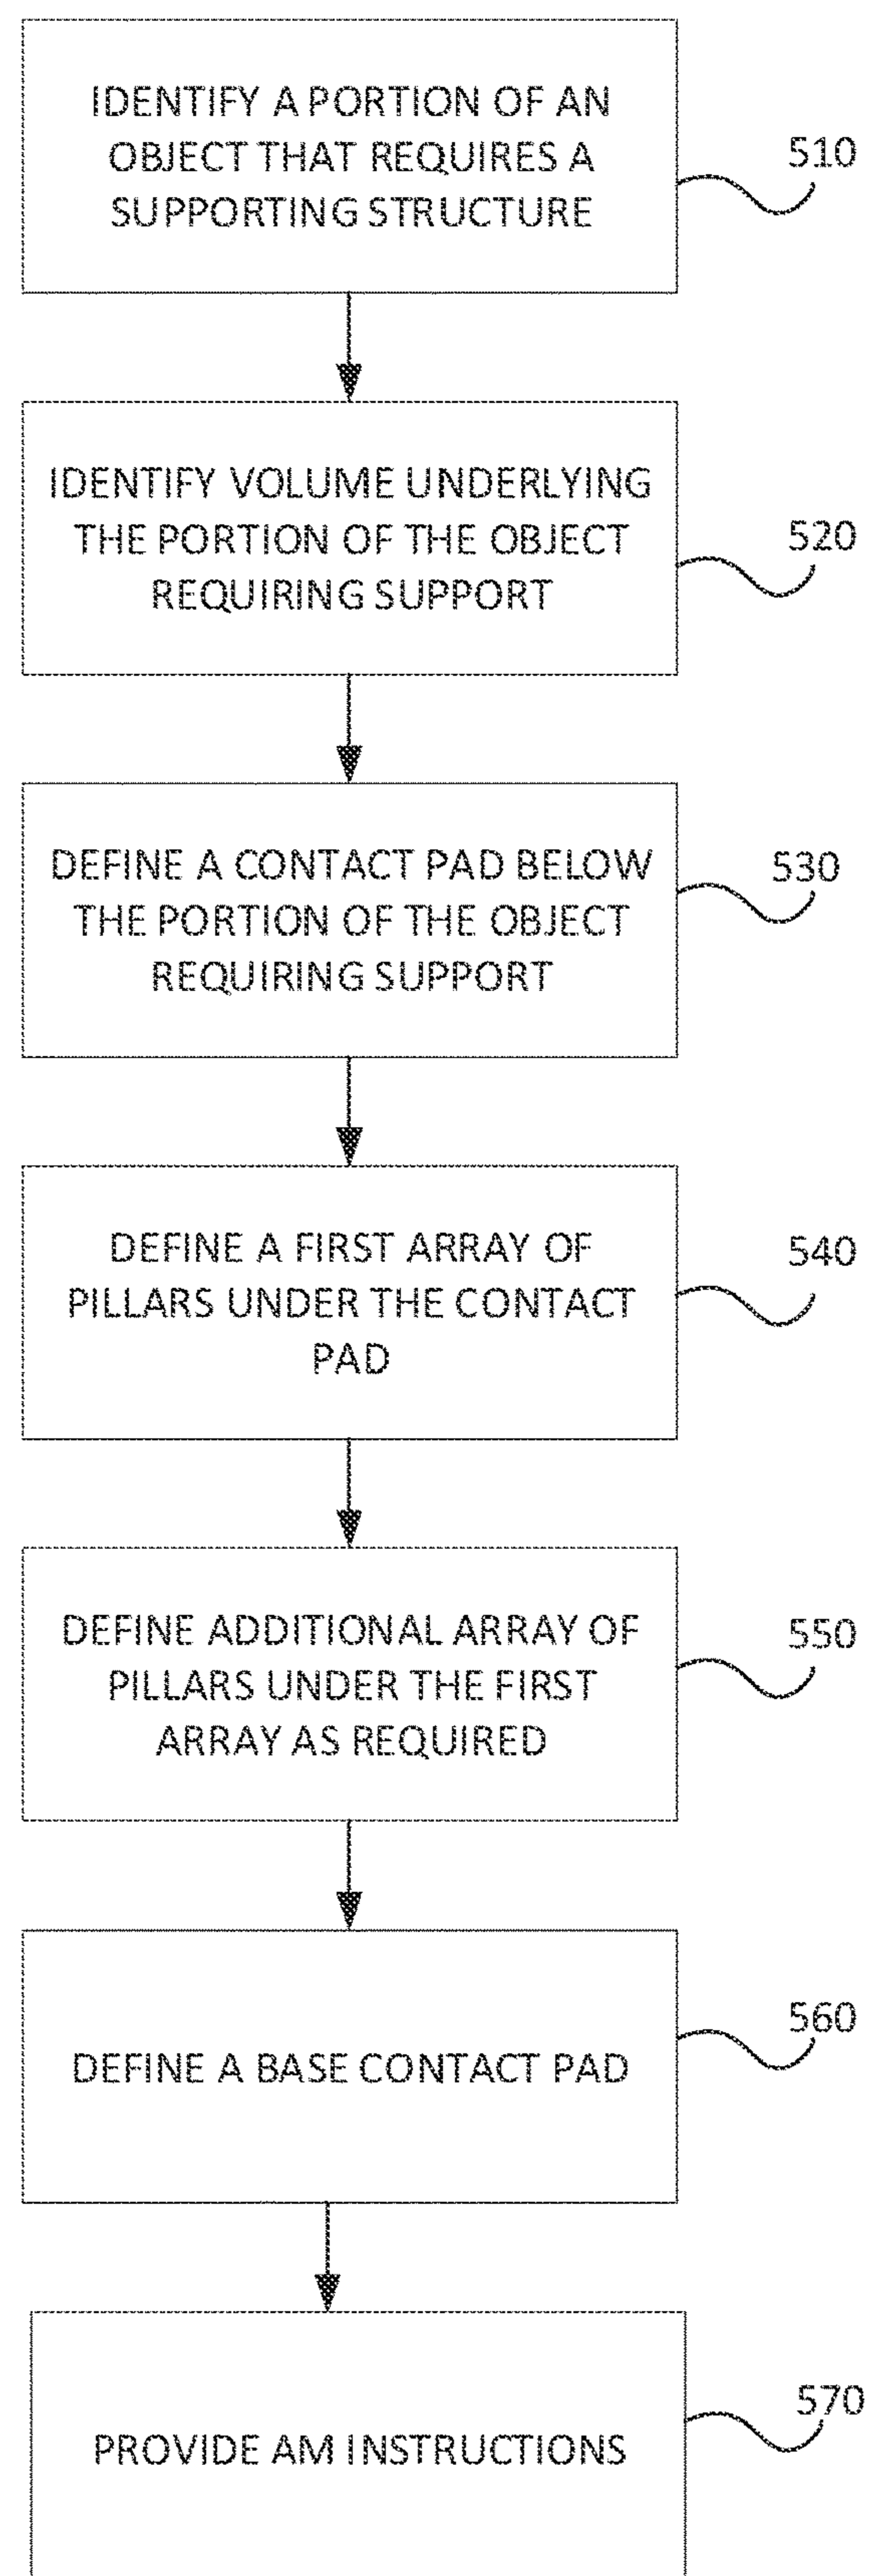 IDENTIFY A PORTION OF AN
OBJECT THAT REQUIRES A
SUPPORTING STRUCTURE
510
IDENTIFY VOLUME UNDERLYING
THE PORTION OF THE OBJECT
REQUIRING SUPPORT
520
DEFINE A CONTACT PAD BELOW
THE PORTION OF THE OBJECT
REQUIRING SUPPORT
530
DEFINE A FIRST ARRAY OF
PILLARS UNDER THE CONTACT
PAD
540
DEFINE ADDITIONAL ARRAY OF
PILLARS UNDER THE FIRST
ARRAY AS REQUIRED
550
DEFINE A BASE CONTACT PAD
560
PROVIDE AM INSTRUCTIONS
570